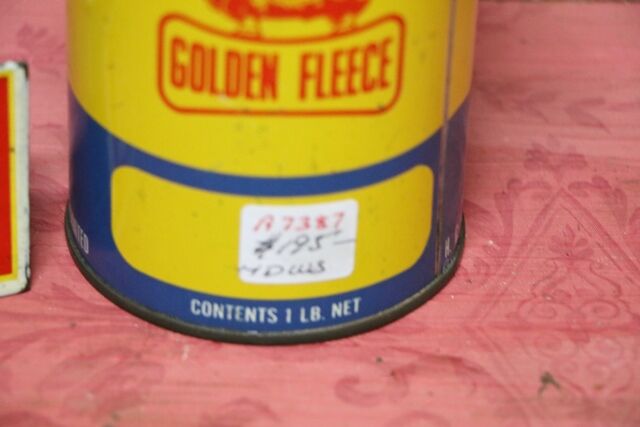 GOLDEN FLEECE
A7387
$195-
CONTENTS 1 LB. NET